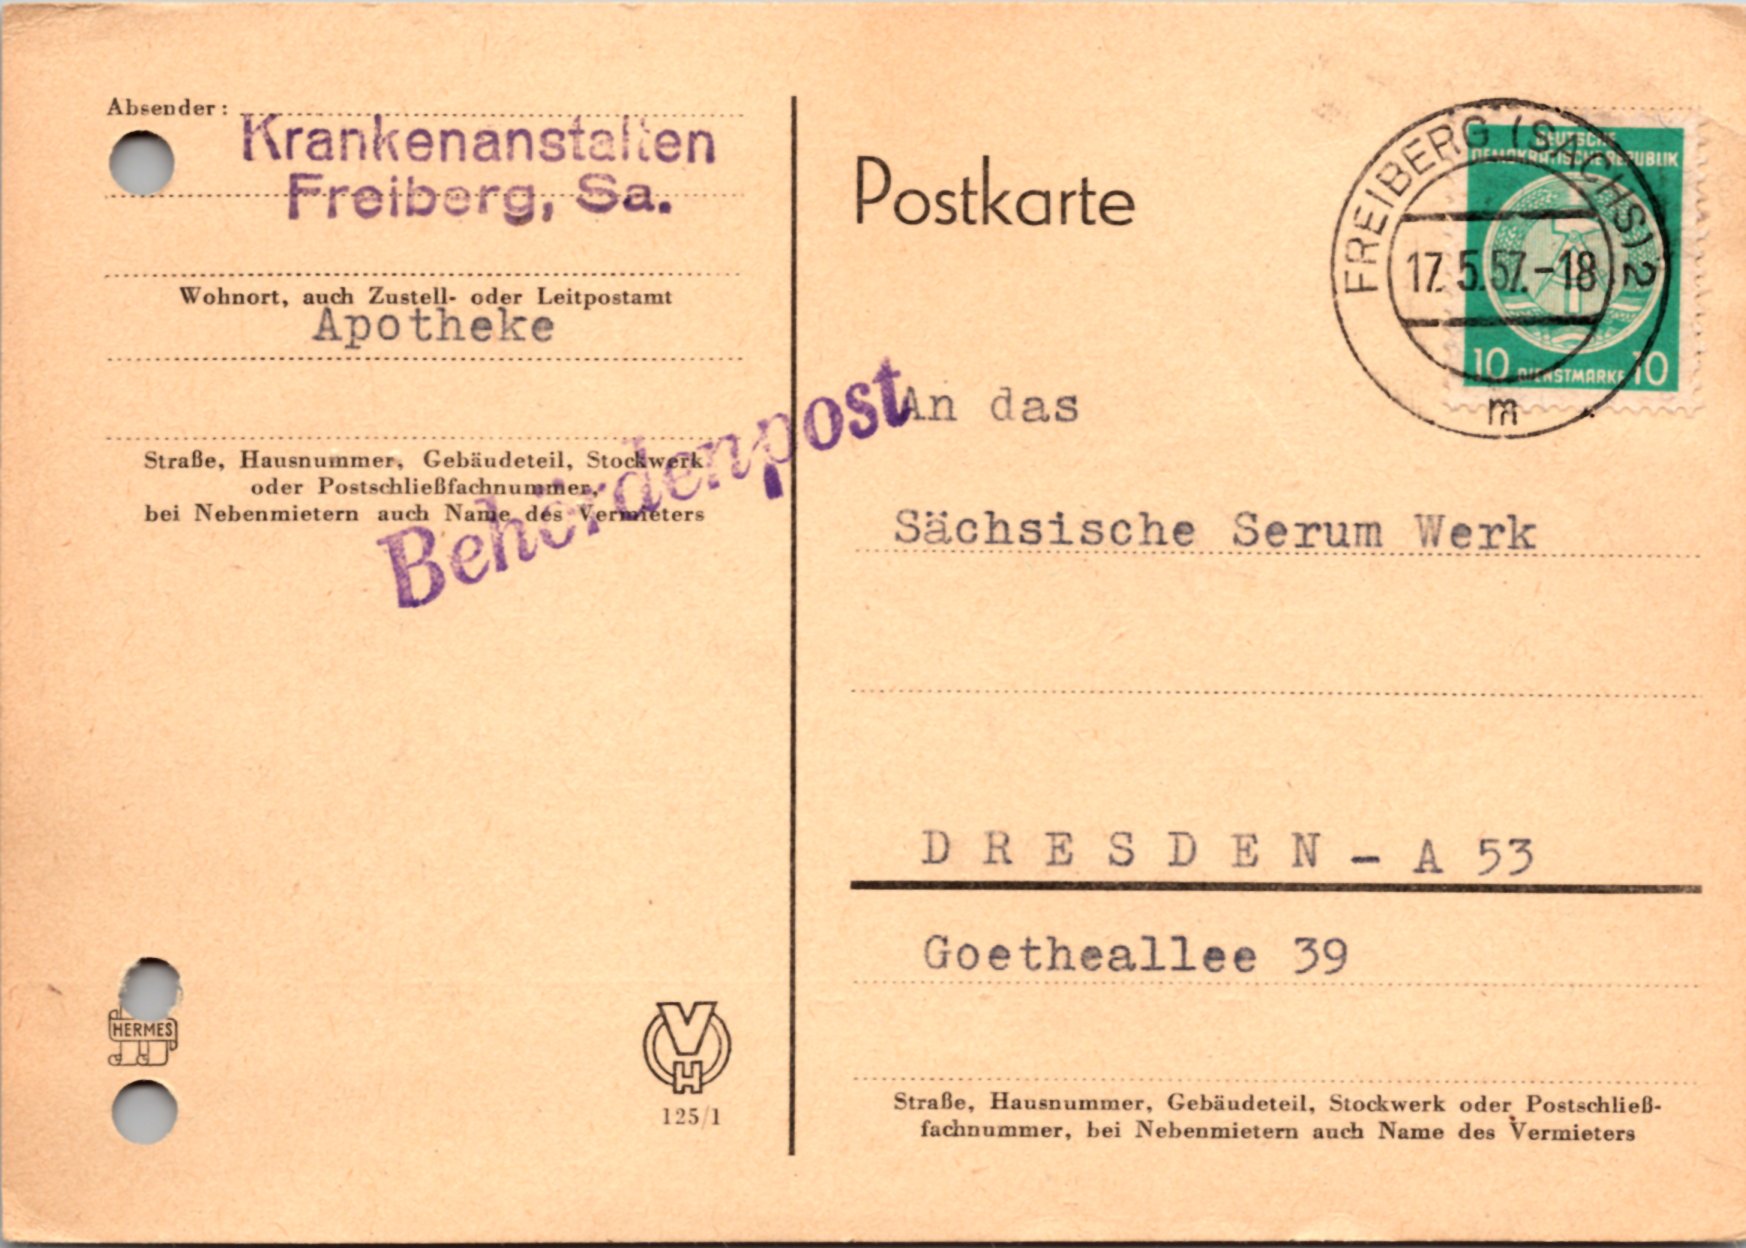 Absender:
Krankenanstalten
Freiberg, Sa.
Wohnort, auch Zustell- oder Leitpostamt
Apotheke
Straße, Hausnummer, Gebäudeteil, Stockwerk
oder Postschließfachnummer,
bei Nebenmietern auch Name des Vermieters
Behördenpost
HERMES
VH
125/1
Postkarte
FREIBERG (SACHS) 2
17.5.57.-18
m
DEUTSCHE
DEMOKRATISCHE REPUBLIK
10 DIENSTMARKE 10
An das
Sächsische Serum Werk
DRESDEN - A 53
Goetheallee 39
Straße, Hausnummer, Gebäudeteil, Stockwerk oder Postschließ-
fachnummer, bei Nebenmietern auch Name des Vermieters